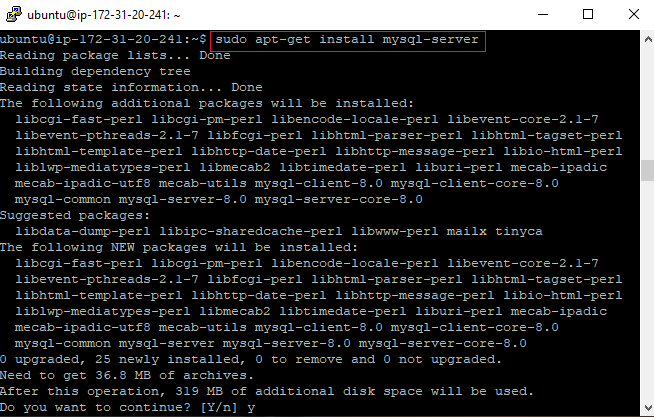 ubuntu@ip-172-31-20-241: ~
ubuntu@ip-172-31-20-241:~$ sudo apt-get install mysql-server
Reading package lists... Done
Building dependency tree
Reading state information... Done
The following additional packages will be installed:
  libcgi-fast-perl libcgi-pm-perl libencode-locale-perl libevent-core-2.1-7
  libevent-pthreads-2.1-7 libfcgi-perl libhtml-parser-perl libhtml-tagset-perl
  libhtml-template-perl libhttp-date-perl libhttp-message-perl libio-html-perl
  liblwp-mediatypes-perl libmecab2 libtimedate-perl liburi-perl mecab-ipadic
  mecab-ipadic-utf8 mecab-utils mysql-client-8.0 mysql-client-core-8.0
  mysql-common mysql-server-8.0 mysql-server-core-8.0
Suggested packages:
  libdata-dump-perl libipc-sharedcache-perl libwww-perl mailx tinyca
The following NEW packages will be installed:
  libcgi-fast-perl libcgi-pm-perl libencode-locale-perl libevent-core-2.1-7
  libevent-pthreads-2.1-7 libfcgi-perl libhtml-parser-perl libhtml-tagset-perl
  libhtml-template-perl libhttp-date-perl libhttp-message-perl libio-html-perl
  liblwp-mediatypes-perl libmecab2 libtimedate-perl liburi-perl mecab-ipadic
  mecab-ipadic-utf8 mecab-utils mysql-client-8.0 mysql-client-core-8.0
  mysql-common mysql-server mysql-server-8.0 mysql-server-core-8.0
0 upgraded, 25 newly installed, 0 to remove and 0 not upgraded.
Need to get 36.8 MB of archives.
After this operation, 319 MB of additional disk space will be used.
Do you want to continue? [Y/n] y